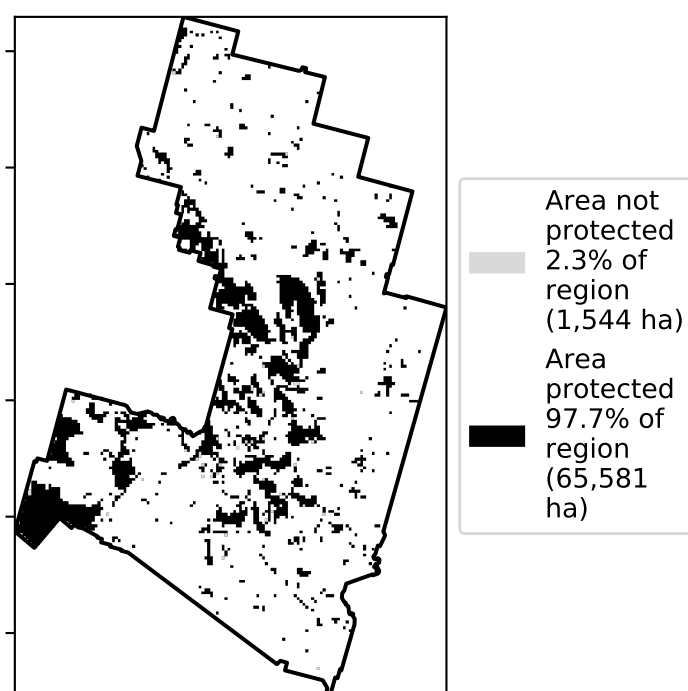 Area not
protected
2.3% of
region
(1,544 ha)
Area
protected
97.7% of
region
(65,581
ha)